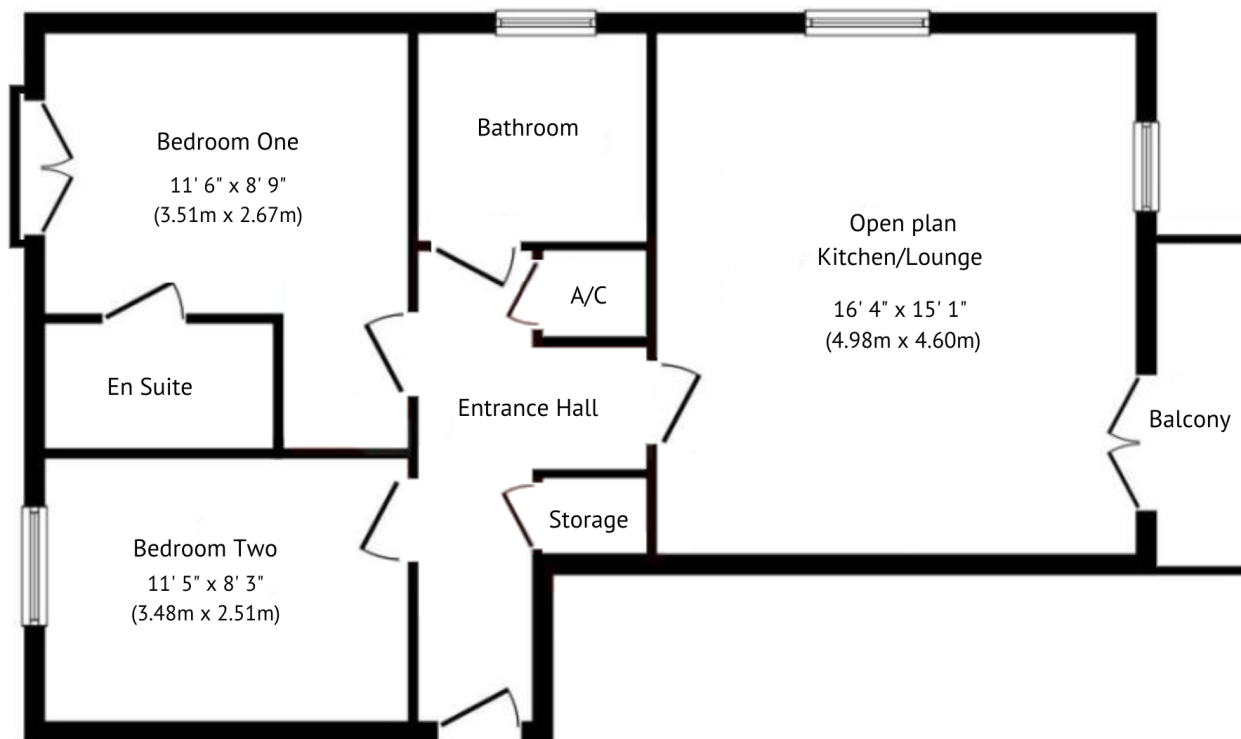 Bedroom One
11' 6" x 8' 9"
(3.51m x 2.67m)
Bathroom
Open plan
Kitchen/Lounge
16' 4" x 15' 1"
(4.98m x 4.60m)
A/C
En Suite
Entrance Hall
Balcony
Storage
Bedroom Two
11' 5" x 8' 3"
(3.48m x 2.51m)